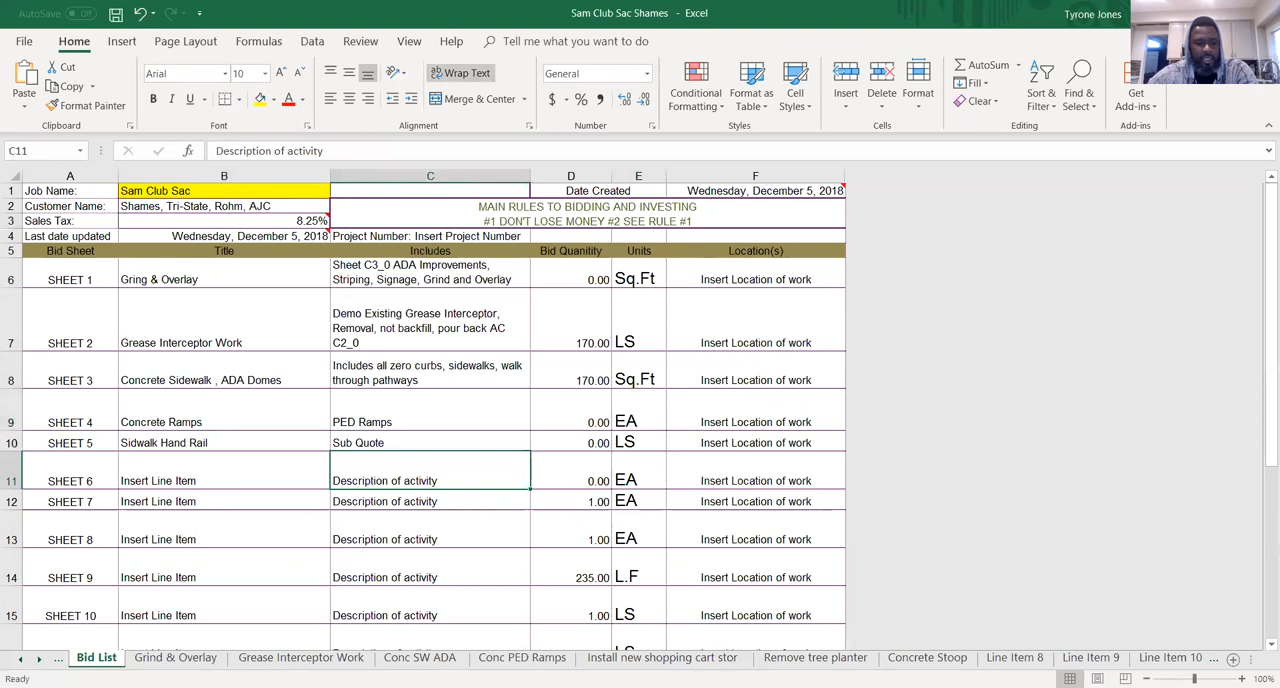 AutoSave Off
Sam Club Sac Shames - Excel
Tyrone Jones
File Home Insert Page Layout Formulas Data Review View Help Tell me what you want to do
Paste
Cut
Copy
Format Painter
Arial 10
B I U
Wrap Text
Merge & Center
General
$ % ,
Conditional Formatting
Format as Table
Cell Styles
Insert
Delete
Format
AutoSum
Fill
Clear
Sort & Filter
Find & Select
Get Add-ins
Clipboard Font Alignment Number Styles Cells Editing Add-ins
C11 fx Description of activity
A B C D E F
1 Job Name: Sam Club Sac Date Created Wednesday, December 5, 2018
2 Customer Name: Shames, Tri-State, Rohm, AJC MAIN RULES TO BIDDING AND INVESTING
3 Sales Tax: 8.25% #1 DON'T LOSE MONEY #2 SEE RULE #1
4 Last date updated Wednesday, December 5, 2018 Project Number: Insert Project Number
5 Bid Sheet Title Includes Bid Quanitity Units Location(s)
Sheet C3_0 ADA Improvements,
6 SHEET 1 Gring & Overlay Striping, Signage, Grind and Overlay 0.00 Sq.Ft Insert Location of work
Demo Existing Grease Interceptor,
Removal, not backfill, pour back AC
7 SHEET 2 Grease Interceptor Work C2_0 170.00 LS Insert Location of work
Includes all zero curbs, sidewalks, walk
8 SHEET 3 Concrete Sidewalk , ADA Domes through pathways 170.00 Sq.Ft Insert Location of work
9 SHEET 4 Concrete Ramps PED Ramps 0.00 EA Insert Location of work
10 SHEET 5 Sidwalk Hand Rail Sub Quote 0.00 LS Insert Location of work
11 SHEET 6 Insert Line Item Description of activity 0.00 EA Insert Location of work
12 SHEET 7 Insert Line Item Description of activity 1.00 EA Insert Location of work
13 SHEET 8 Insert Line Item Description of activity 1.00 EA Insert Location of work
14 SHEET 9 Insert Line Item Description of activity 235.00 L.F Insert Location of work
15 SHEET 10 Insert Line Item Description of activity 1.00 LS Insert Location of work
... Bid List Grind & Overlay Grease Interceptor Work Conc SW ADA Conc PED Ramps Install new shopping cart stor Remove tree planter Concrete Stoop Line Item 8 Line Item 9 Line Item 10 ...
Ready 100%